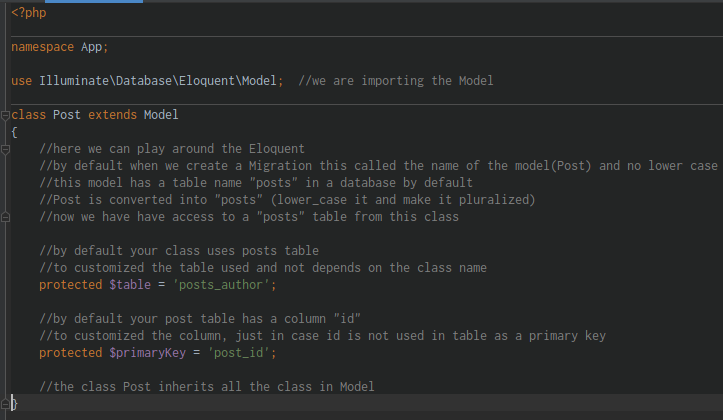 <?php
namespace App;
use Illuminate\Database\Eloquent\Model;  //we are importing the Model
class Post extends Model
{
//here we can play around the Eloquent
//by default when we create a Migration this called the name of the model(Post) and no lower case
//this model has a table name "posts" in a database by default
//Post is converted into "posts" (lower_case it and make it pluralized)
//now we have have access to a "posts" table from this class
//by default your class uses posts table
//to customized the table used and not depends on the class name
protected $table = 'posts_author';
//by default your post table has a column "id"
//to customized the column, just in case id is not used in table as a primary key
protected $primaryKey = 'post_id';
//the class Post inherits all the class in Model
}